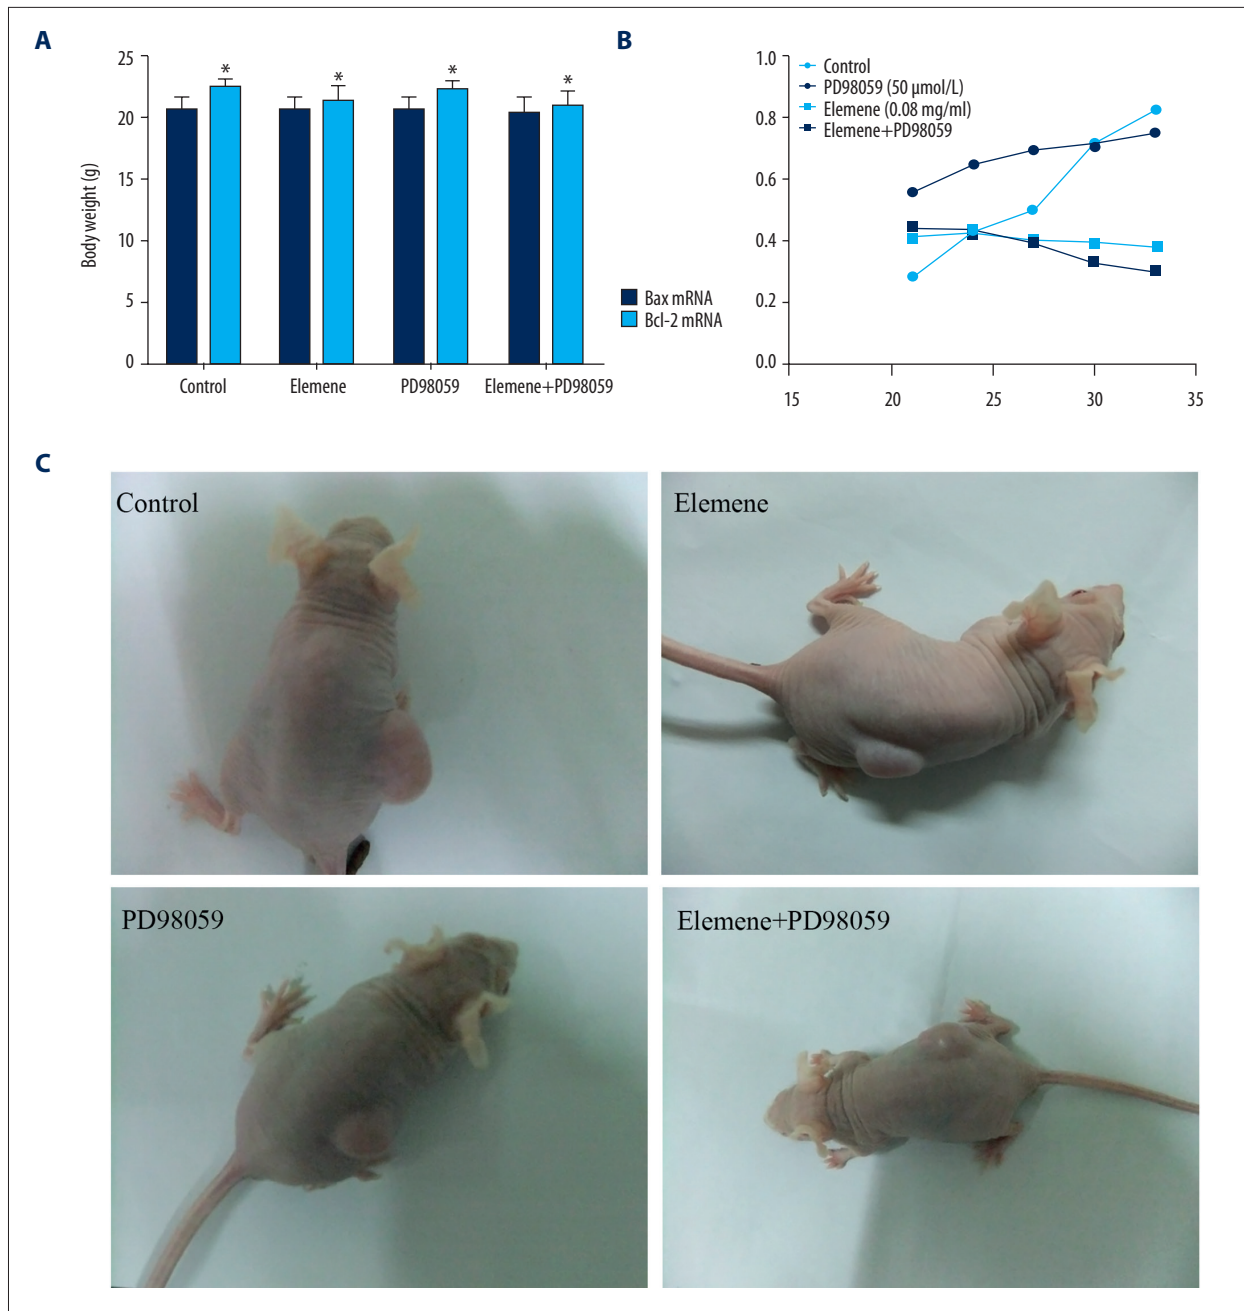 A
25
20
15
10
5
0
Body weight (g)
*
*
*
*
Control
Elemene
PD98059
Elemene+PD98059
Bax mRNA
Bcl-2 mRNA
B
1.0
0.8
0.6
0.4
0.2
0.0
Control
PD98059 (50 µmol/L)
Elemene (0.08 mg/ml)
Elemene+PD98059
15
20
25
30
35
C
Control
Elemene
PD98059
Elemene+PD98059